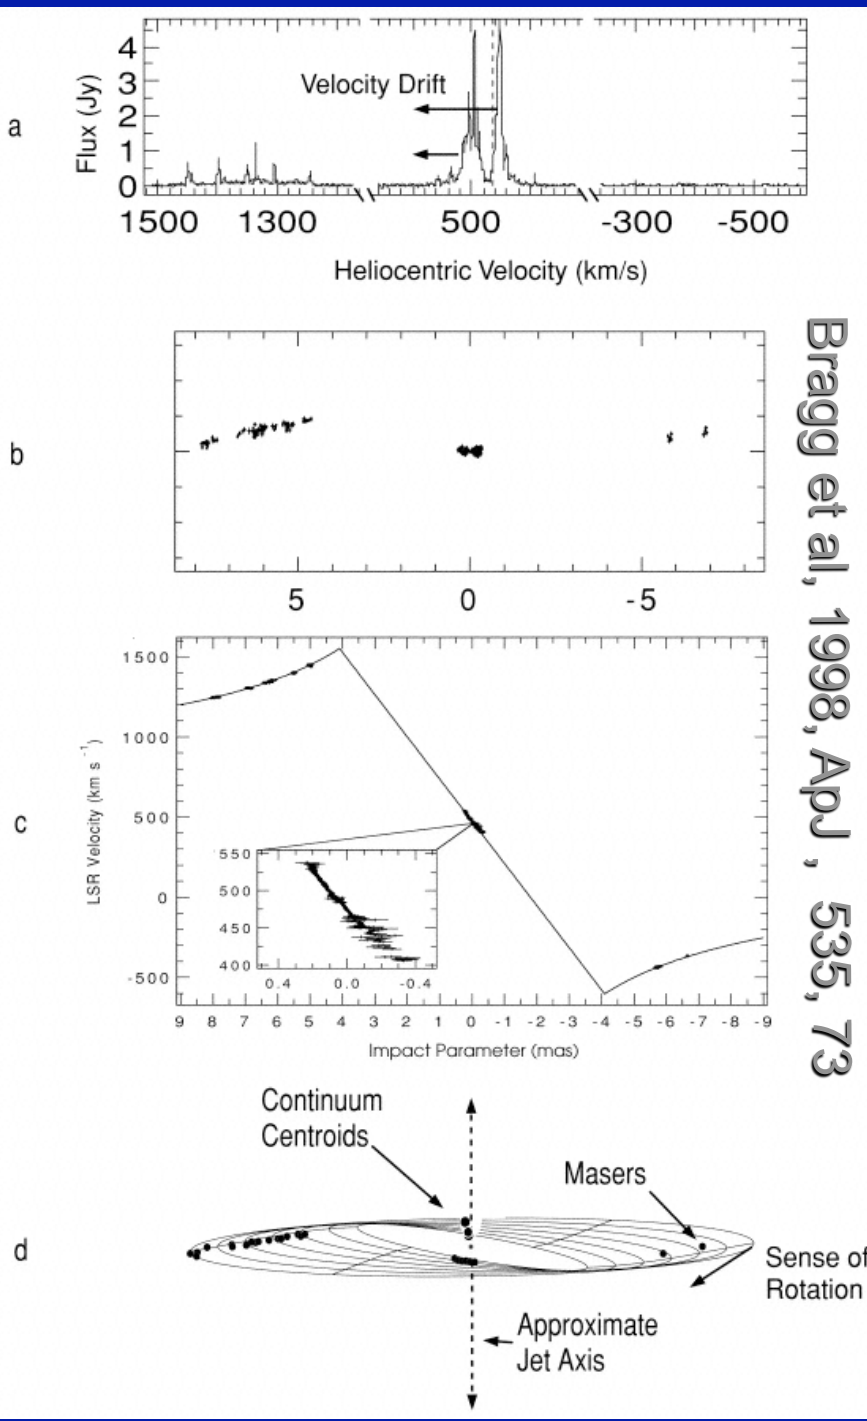 a
Flux (Jy)
4
3
2
1
0
Velocity Drift
1500 1300 500 -300 -500
Heliocentric Velocity (km/s)
b
5 0 -5
c
LSR Velocity (km s -1)
1500
1000
500
0
-500
550
500
450
400
0.4 0.0 -0.4
9 8 7 6 5 4 3 2 1 0 -1 -2 -3 -4 -5 -6 -7 -8 -9
Impact Parameter (mas)
d
Continuum
Centroids
Masers
Sense of
Rotation
Approximate
Jet Axis
Bragg et al, 1998, ApJ , 535, 73